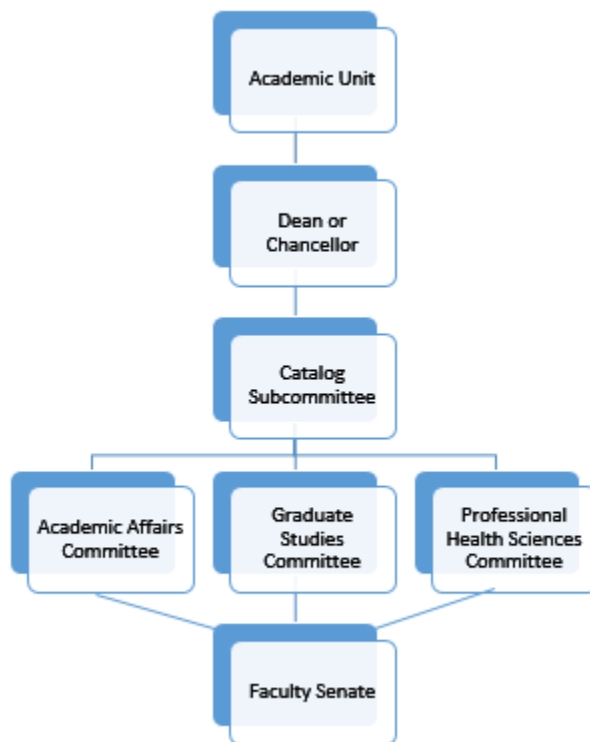 Academic Unit
Dean or
Chancellor
Catalog
Subcommittee
Academic Affairs
Committee
Graduate
Studies
Committee
Professional
Health Sciences
Committee
Faculty Senate